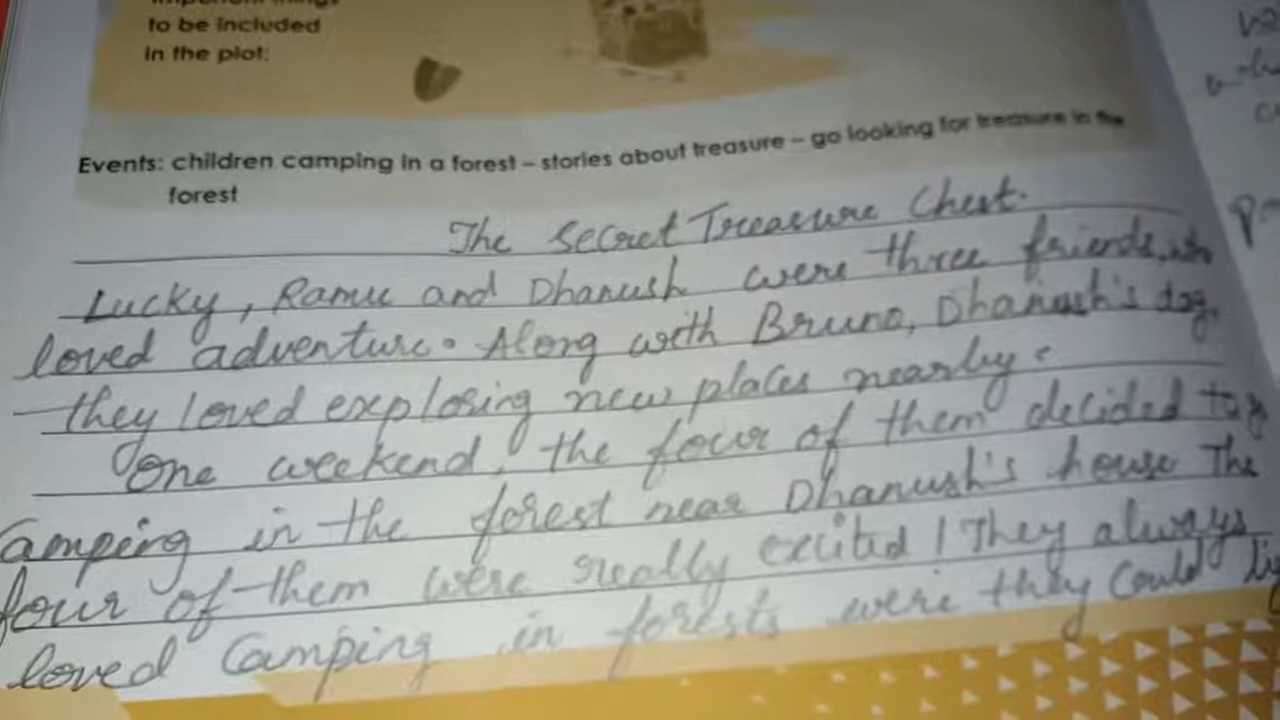 to be included
in the plot:
Events: children camping in a forest – stories about treasure – go looking for treasure in the
forest
The Secret Treasure Chest.
Lucky, Ramu and Dhanush were three friends, who
loved adventure. Along with Bruno, Dhanush's dog,
they loved exploring new places nearby.
One weekend, the four of them decided to go
camping in the forest near Dhanush's house The
four of them were really excited! They always
loved Camping in forests were they Could